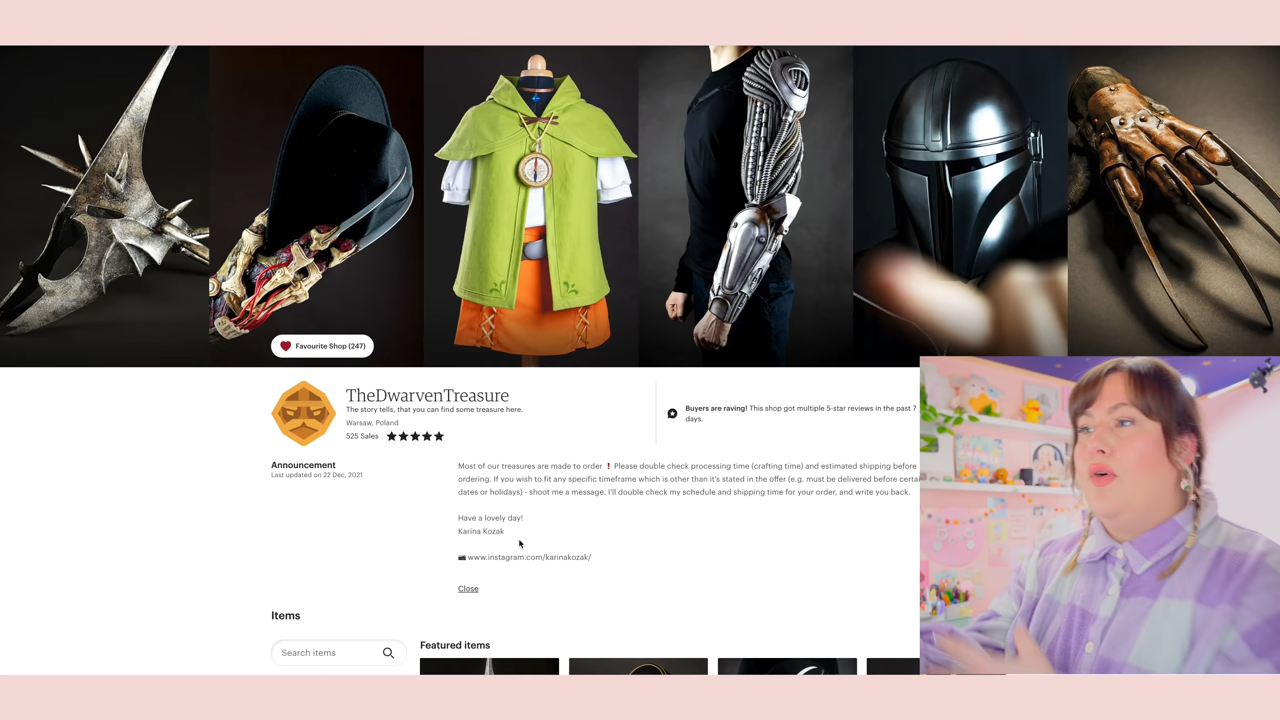 Favourite Shop (247)
TheDwarvenTreasure
The story tells, that you can find some treasure here.
Warsaw, Poland
525 Sales
Buyers are raving! This shop got multiple 5-star reviews in the past 7
days.
Announcement
Last updated on 22 Dec, 2021
Most of our treasures are made to order ❗ Please double check processing time (crafting time) and estimated shipping before
ordering. If you wish to fit any specific timeframe which is other than it's stated in the offer (e.g. must be delivered before
dates or holidays) - shoot me a message. I'll double check my schedule and shipping time for your order, and write you back.
Have a lovely day!
Karina Kozak
📷 www.instagram.com/karinakozak/
Close
Items
Search items
Featured items